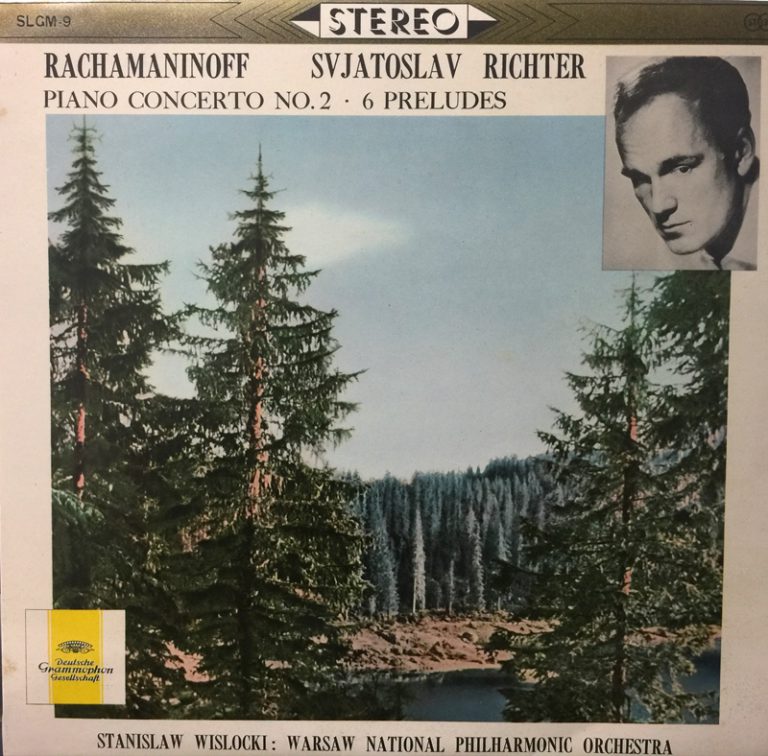 SLGM-9
STEREO
RACHAMANINOFF SVJATOSLAV RICHTER
PIANO CONCERTO NO. 2 · 6 PRELUDES
Deutsche
Grammophon
Gesellschaft
STANISLAW WISLOCKI : WARSAW NATIONAL PHILHARMONIC ORCHESTRA